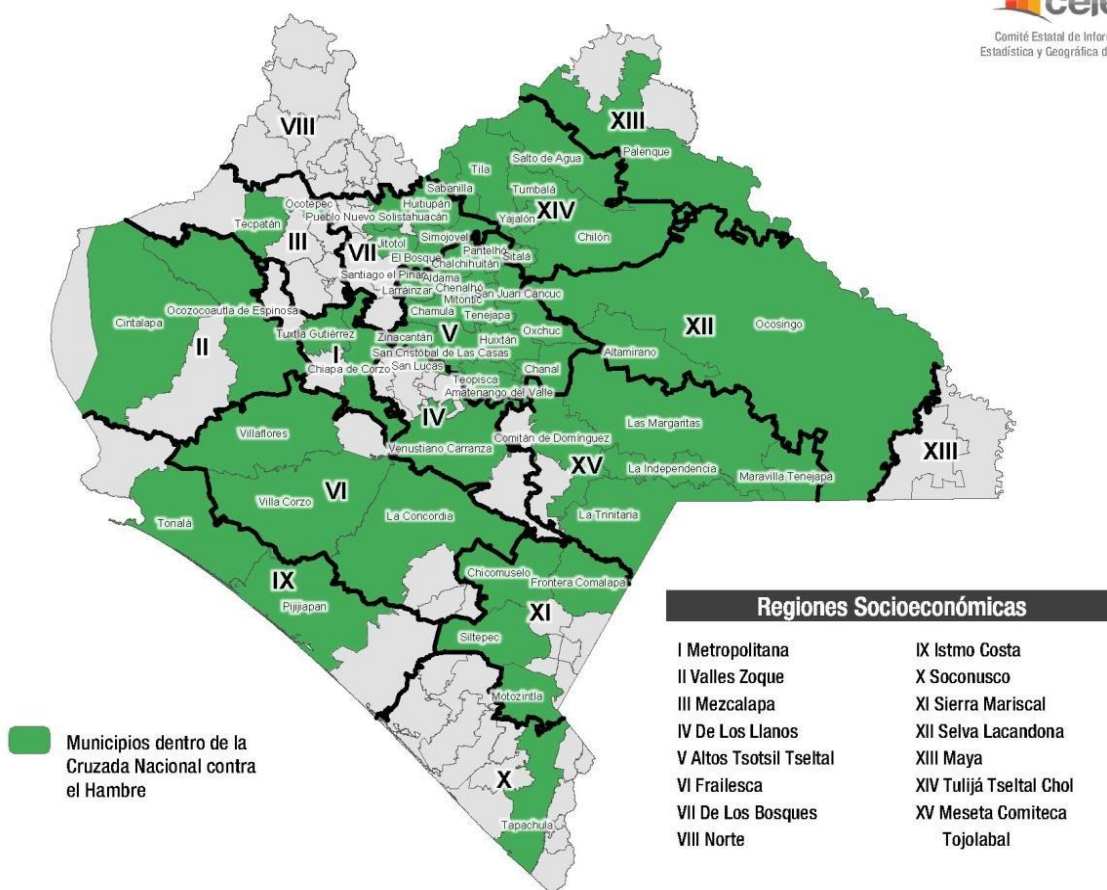 Comité Estatal de Infor
Estadística y Geográfica d
VIII
XIII
Palenque
Salto de Agua
Tila
Sabanilla
Tumbalá
XIV
Yajalón
Chilón
Ocotepec
Huitiupán
Pueblo Nuevo Solistahuacán
Tecpatán
III
VII
Jitotol
Simojovel
El Bosque
Pantelhó
Sitalá
Chalchihuitán
Santiago el Pinar
Aldama
Larráinzar
Chenalhó
San Juan Cancuc
Mitontic
Chamula
Tenejapa
Ocozocoautla de Espinosa
Cintalapa
II
Tuxtla Gutiérrez
Zinacantán
V
Huixtán
Oxchuc
XII
Ocosingo
I
San Cristóbal de Las Casas
Altamirano
Chiapa de Corzo
San Lucas
Chanal
Teopisca
Amatenango del Valle
IV
Las Margaritas
Villaflores
Venustiano Carranza
Comitán de Domínguez
XIII
XV
La Independencia
Maravilla Tenejapa
Villa Corzo
VI
La Concordia
La Trinitaria
Tonalá
IX
Pijijiapan
Chicomuselo
Frontera Comalapa
XI
Siltepec
Motozintla
X
Tapachula
Municipios dentro de la
Cruzada Nacional contra
el Hambre
Regiones Socioeconómicas
I Metropolitana
II Valles Zoque
III Mezcalapa
IV De Los Llanos
V Altos Tsotsil Tseltal
VI Frailesca
VII De Los Bosques
VIII Norte
IX Istmo Costa
X Soconusco
XI Sierra Mariscal
XII Selva Lacandona
XIII Maya
XIV Tulijá Tseltal Chol
XV Meseta Comiteca
Tojolabal